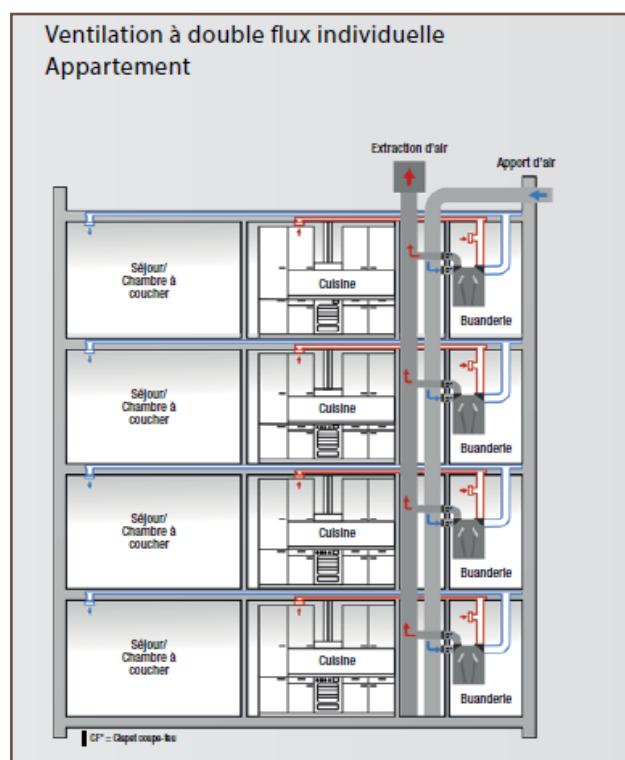 Ventilation à double flux individuelle
Appartement
Extraction d'air
Apport d'air
Séjour/
Chambre à
coucher
Cuisine
Buanderie
Séjour/
Chambre à
coucher
Cuisine
Buanderie
Séjour/
Chambre à
coucher
Cuisine
Buanderie
Séjour/
Chambre à
coucher
Cuisine
Buanderie
CF* = Clapet coupe-feu